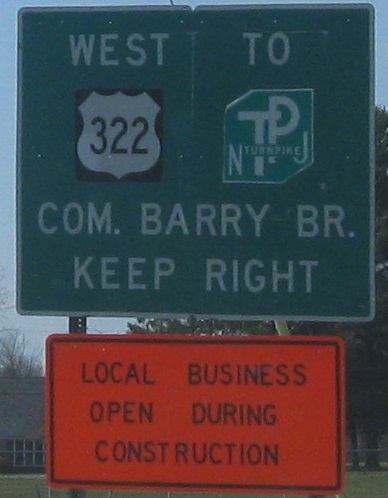 WEST TO
322 N TURNPIKE J
TP
COM. BARRY BR.
KEEP RIGHT
LOCAL BUSINESS
OPEN DURING
CONSTRUCTION